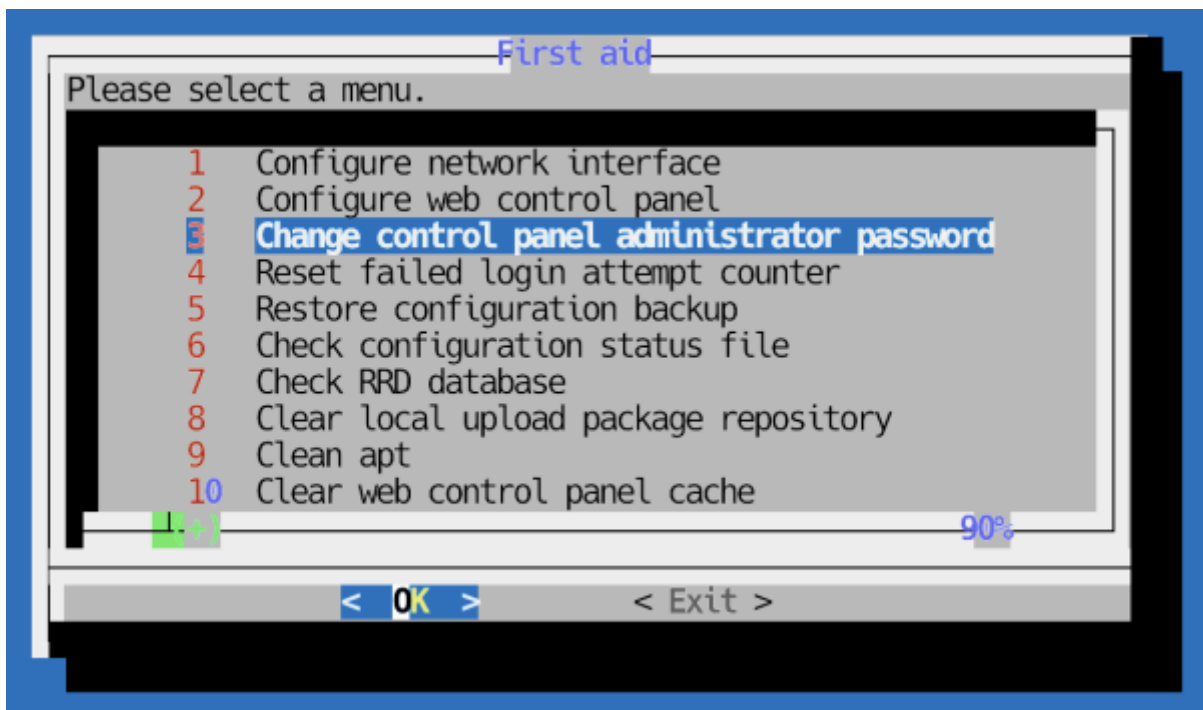 First aid
Please select a menu.
1 Configure network interface
2 Configure web control panel
3 Change control panel administrator password
4 Reset failed login attempt counter
5 Restore configuration backup
6 Check configuration status file
7 Check RRD database
8 Clear local upload package repository
9 Clean apt
10 Clear web control panel cache
(+) 90%
< OK > < Exit >